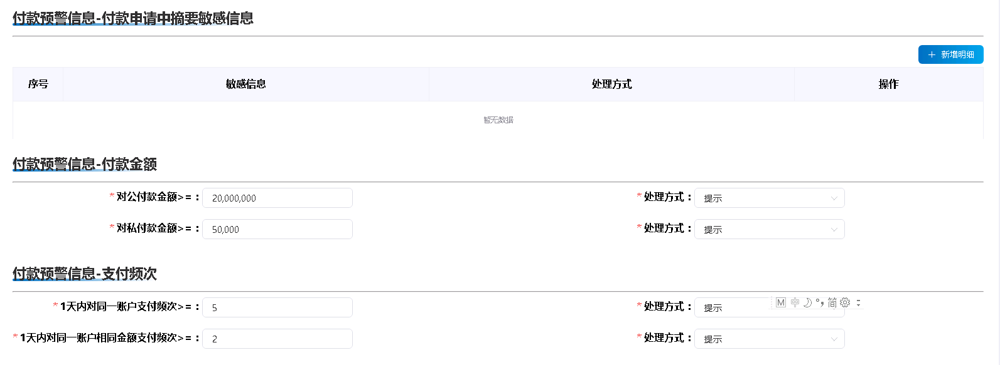 付款预警信息-付款申请中摘要敏感信息
+ 新增明细
序号 敏感信息 处理方式 操作
暂无数据
付款预警信息-付款金额
* 对公付款金额>=： 20,000,000 * 处理方式： 提示
* 对私付款金额>=： 50,000 * 处理方式： 提示
付款预警信息-支付频次
* 1天内对同一账户支付频次>=： 5 * 处理方式： 提示 M 中 简
* 1天内对同一账户相同金额支付频次>=： 2 * 处理方式： 提示